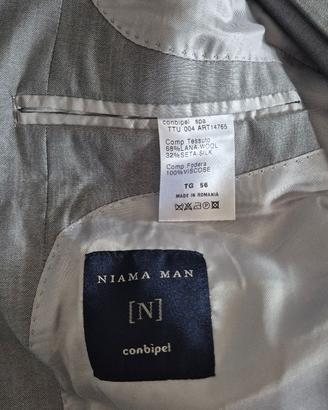 conbipel spa
TTU 004 ART14765
Comp Tessuto
68%LANA-WOOL
32%SETA-SILK
Comp Fodera
100%VISCOSE
TG 56
MADE IN ROMANIA
NIAMA MAN
[N]
conbipel